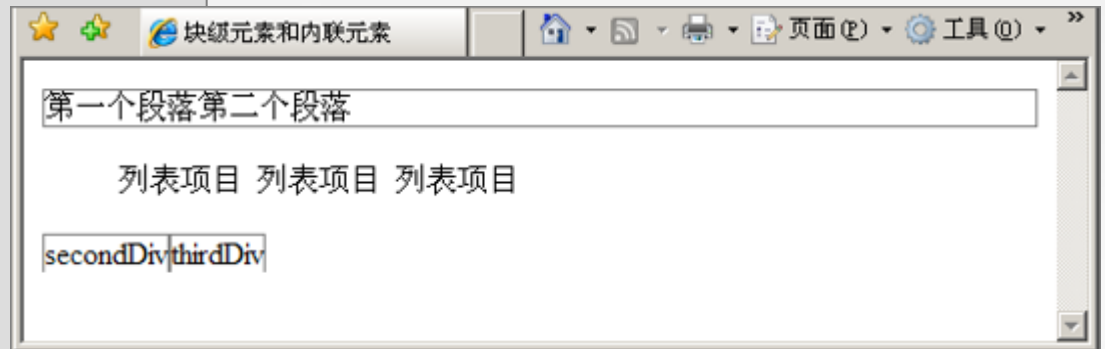 块级元素和内联元素 页面(P) 工具(O) »
第一个段落第二个段落
列表项目 列表项目 列表项目
secondDiv thirdDiv